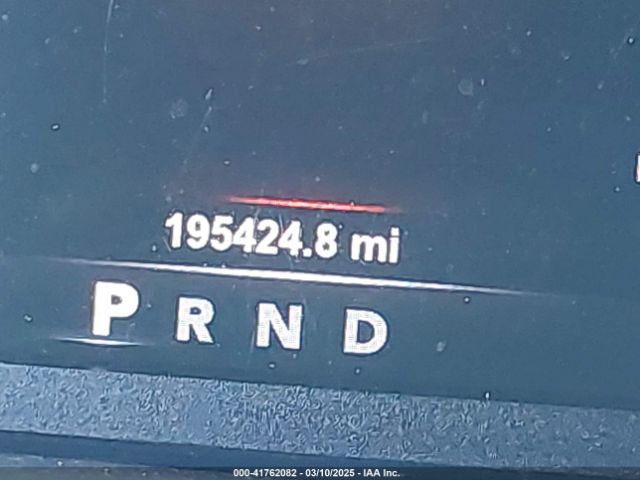 195424.8 mi
P R N D
000-41762082 - 03/10/2025 - IAA Inc.